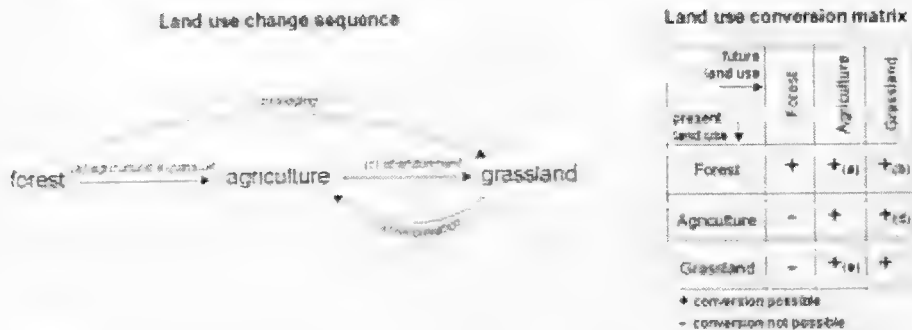 Land use change sequence
forest
agriculture
grassland
(c) abandonment
Land use conversion matrix
future
land use
Forest
Agriculture
Grassland
present
land use
Forest + +(a) +(b)
Agriculture - +
Grassland - +(e) +
+ conversion possible
- conversion not possible